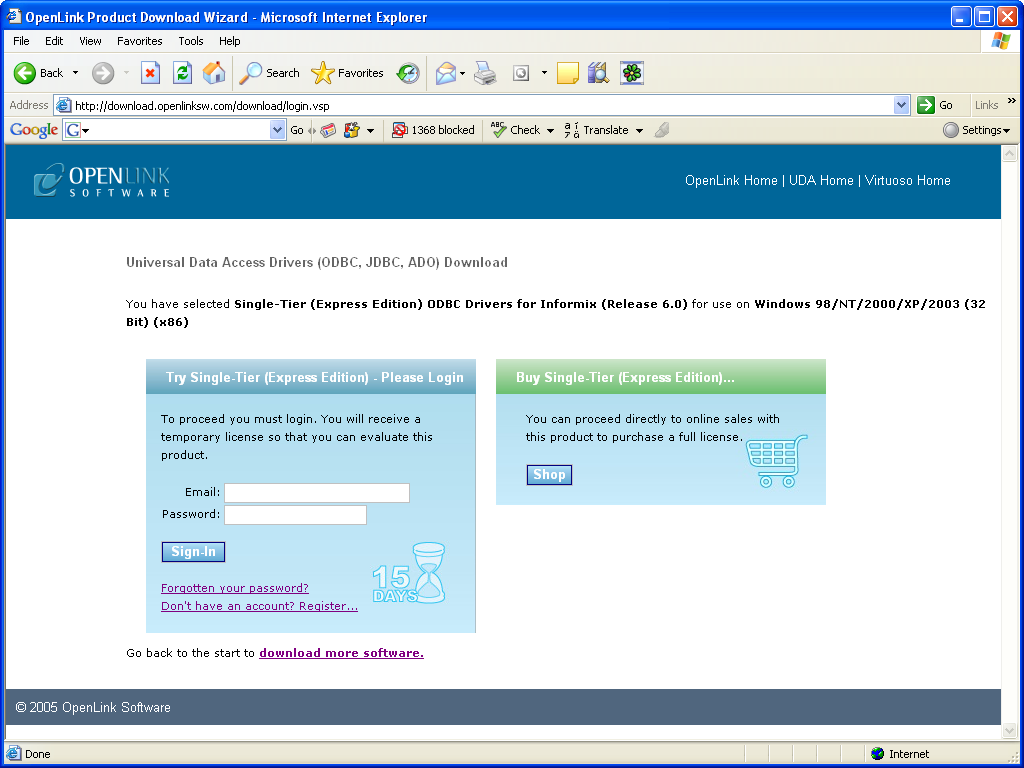 OpenLink Product Download Wizard - Microsoft Internet Explorer
File Edit View Favorites Tools Help
Back Search Favorites
Address http://download.openlinksw.com/download/login.vsp Go Links »
Google G Go 1368 blocked ABC Check Translate Settings
OPENLINK
SOFTWARE
OpenLink Home | UDA Home | Virtuoso Home
Universal Data Access Drivers (ODBC, JDBC, ADO) Download
You have selected Single-Tier (Express Edition) ODBC Drivers for Informix (Release 6.0) for use on Windows 98/NT/2000/XP/2003 (32
Bit) (x86)
Try Single-Tier (Express Edition) - Please Login
To proceed you must login. You will receive a
temporary license so that you can evaluate this
product.
Email:
Password:
Sign-In
15
DAYS
Forgotten your password?
Don't have an account? Register...
Buy Single-Tier (Express Edition)...
You can proceed directly to online sales with
this product to purchase a full license.
Shop
Go back to the start to download more software.
© 2005 OpenLink Software
Done Internet